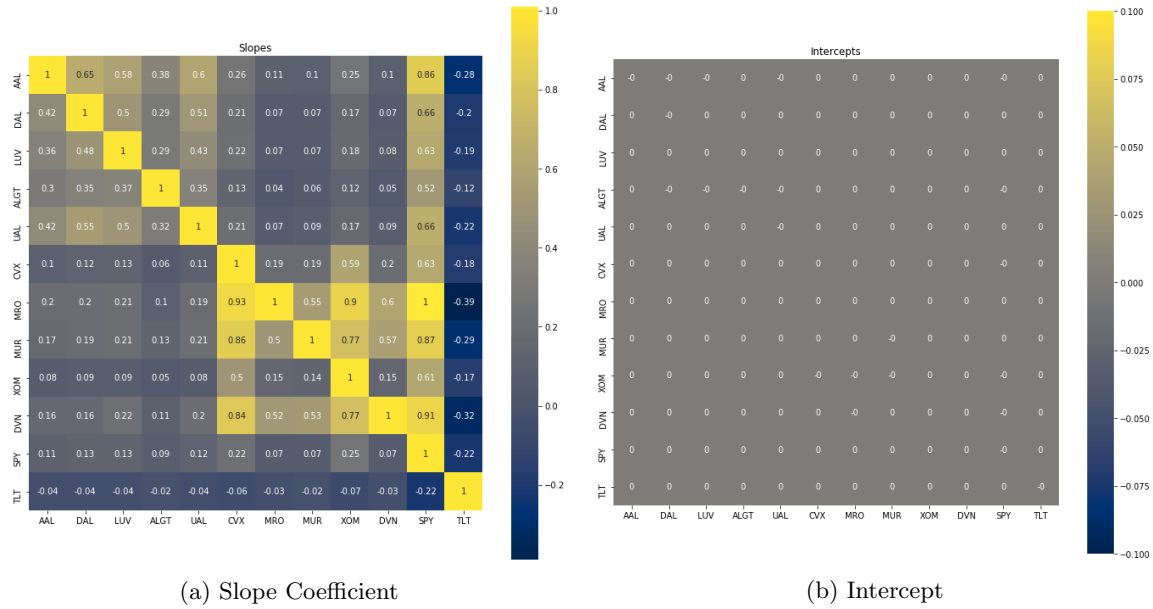 Slopes
AAL 1 0.65 0.58 0.38 0.6 0.26 0.11 0.1 0.25 0.1 0.86 -0.28
DAL 0.42 1 0.5 0.29 0.51 0.21 0.07 0.07 0.17 0.07 0.66 -0.2
LUV 0.36 0.48 1 0.29 0.43 0.22 0.07 0.07 0.18 0.08 0.63 -0.19
ALGT 0.3 0.35 0.37 1 0.35 0.13 0.04 0.06 0.12 0.05 0.52 -0.12
UAL 0.42 0.55 0.5 0.32 1 0.21 0.07 0.09 0.17 0.09 0.66 -0.22
CVX 0.1 0.12 0.13 0.06 0.11 1 0.19 0.19 0.59 0.2 0.63 -0.18
MRO 0.2 0.2 0.21 0.1 0.19 0.93 1 0.55 0.9 0.6 1 -0.39
MUR 0.17 0.19 0.21 0.13 0.21 0.86 0.5 1 0.77 0.57 0.87 -0.29
XOM 0.08 0.09 0.09 0.05 0.08 0.5 0.15 0.14 1 0.15 0.61 -0.17
DVN 0.16 0.16 0.22 0.11 0.2 0.84 0.52 0.53 0.77 1 0.91 -0.32
SPY 0.11 0.13 0.13 0.09 0.12 0.22 0.07 0.07 0.25 0.07 1 -0.22
TLT -0.04 -0.04 -0.04 -0.02 -0.04 -0.06 -0.03 -0.02 -0.07 -0.03 -0.22 1
AAL DAL LUV ALGT UAL CVX MRO MUR XOM DVN SPY TLT
1.0
0.8
0.6
0.4
0.2
0.0
-0.2
(a) Slope Coefficient
Intercepts
AAL -0 -0 -0 0 -0 0 0 0 0 0 -0 0
DAL 0 -0 0 0 0 0 0 0 0 0 0 0
LUV 0 0 0 0 0 0 0 0 0 0 0 0
ALGT 0 -0 -0 -0 -0 0 0 0 0 0 -0 0
UAL 0 0 0 0 -0 0 0 0 0 0 0 0
CVX 0 0 0 0 0 0 0 0 0 0 -0 0
MRO 0 0 0 0 0 0 0 0 0 0 0 0
MUR 0 0 0 0 0 0 0 -0 0 0 0 0
XOM 0 0 0 0 0 -0 -0 -0 0 0 -0 0
DVN 0 0 0 0 0 0 -0 0 0 0 -0 0
SPY 0 0 0 0 0 0 0 0 0 0 0 0
TLT 0 0 0 0 0 0 0 0 0 0 0 -0
AAL DAL LUV ALGT UAL CVX MRO MUR XOM DVN SPY TLT
0.100
0.075
0.050
0.025
0.000
-0.025
-0.050
-0.075
-0.100
(b) Intercept